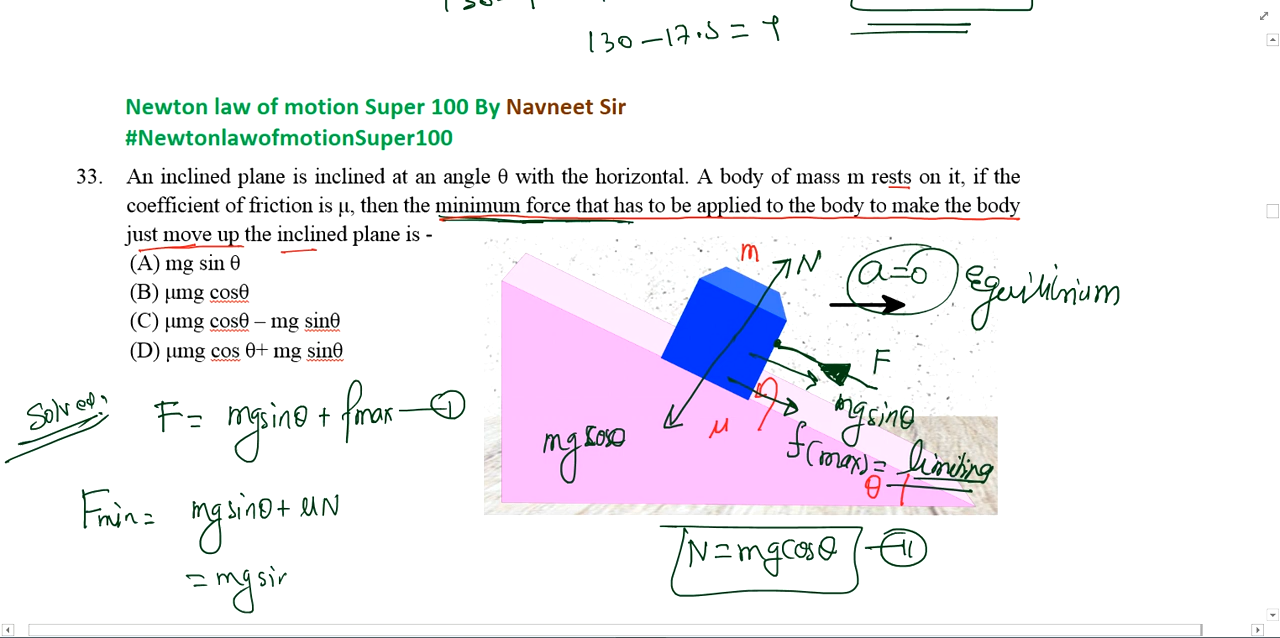 130 – 17.5 = f
Newton law of motion Super 100 By Navneet Sir
#NewtonlawofmotionSuper100
33. An inclined plane is inclined at an angle θ with the horizontal. A body of mass m rests on it, if the
coefficient of friction is μ, then the minimum force that has to be applied to the body to make the body
just move up the inclined plane is -
(A) mg sin θ
(B) μmg cosθ
(C) μmg cosθ – mg sinθ
(D) μmg cos θ+ mg sinθ
m
N
a=0
Equilibrium
F
mgsinθ
mgcosθ
μ
f(max)= limiting
θ
Solved:
F = mgsinθ + fmax — I
Fmin = mgsinθ + μN
= mgsin
N = mgcosθ — II